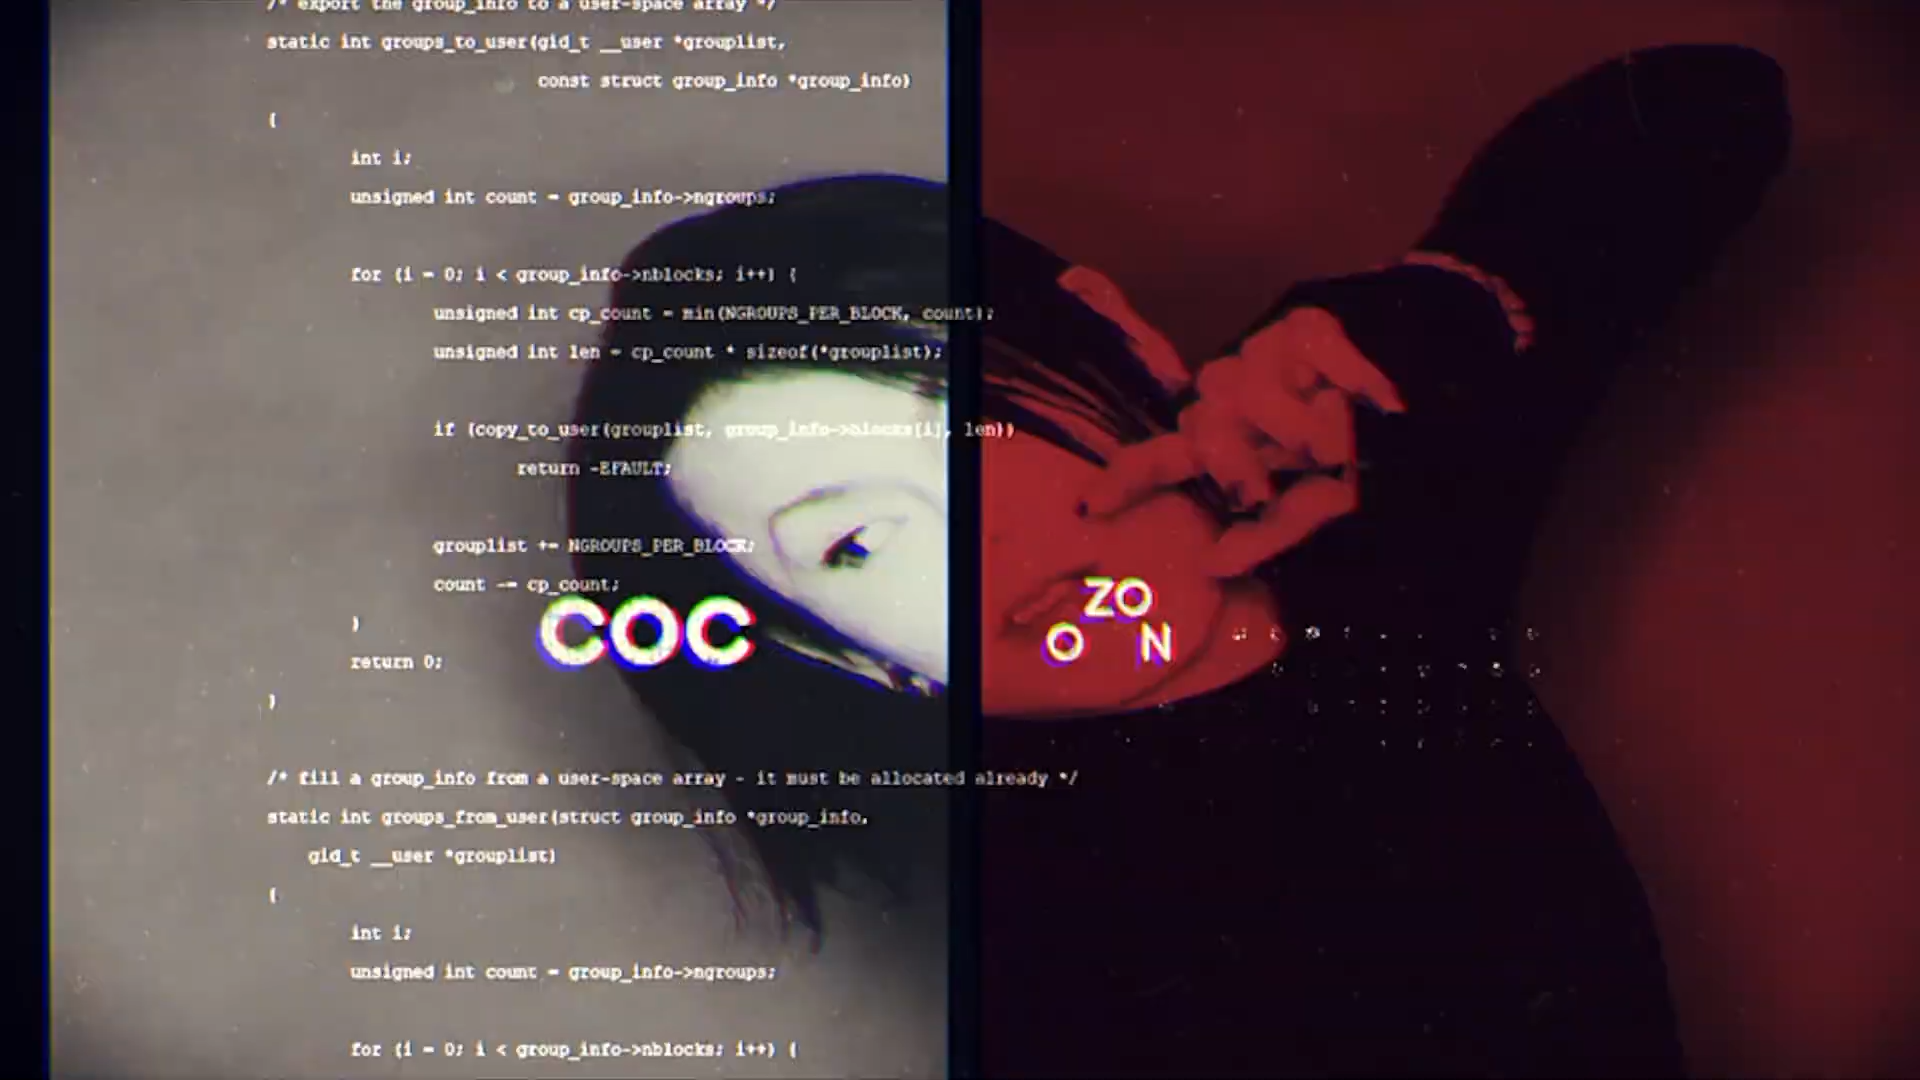 /* export the group_info to a user-space array */
static int groups_to_user(gid_t __user *grouplist,
const struct group_info *group_info)
{
int i;
unsigned int count = group_info->ngroups;
for (i = 0; i < group_info->nblocks; i++) {
unsigned int cp_count = min(NGROUPS_PER_BLOCK, count);
unsigned int len = cp_count * sizeof(*grouplist);
if (copy_to_user(grouplist, group_info->blocks[i], len))
return -EFAULT;
grouplist += NGROUPS_PER_BLOCK;
count -= cp_count;
}
return 0;
}
COC
ZO
O N
/* fill a group_info from a user-space array - it must be allocated already */
static int groups_from_user(struct group_info *group_info,
gid_t __user *grouplist)
{
int i;
unsigned int count = group_info->ngroups;
for (i = 0; i < group_info->nblocks; i++) {